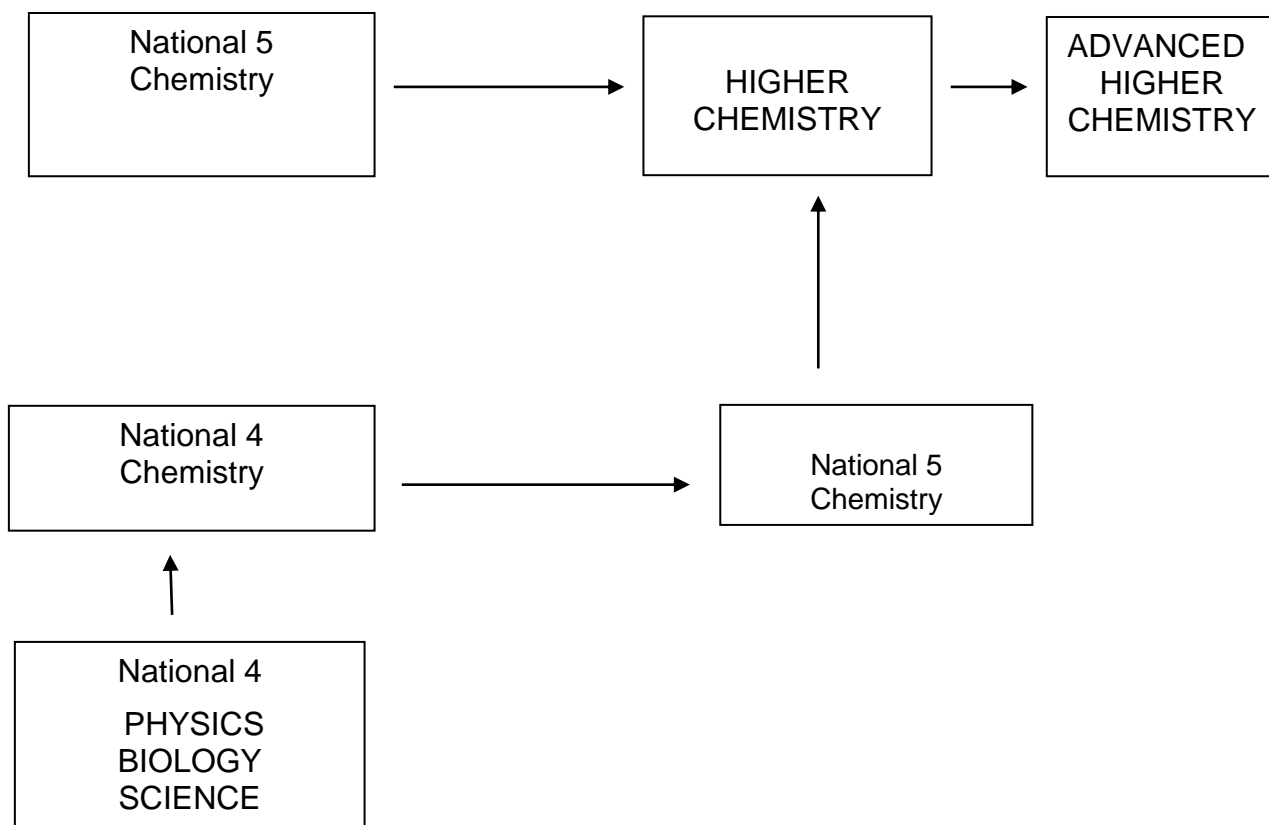 National 5
Chemistry
HIGHER
CHEMISTRY
ADVANCED
HIGHER
CHEMISTRY
National 4
Chemistry
National 5
Chemistry
National 4
PHYSICS
BIOLOGY
SCIENCE